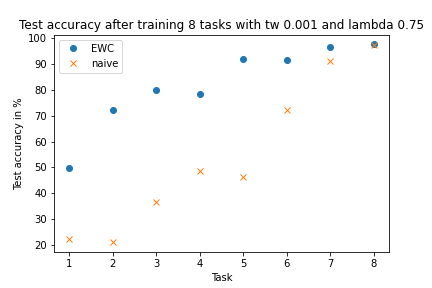 Test accuracy after training 8 tasks with tw 0.001 and lambda 0.75
EWC
naive
Test accuracy in %
100
90
80
70
60
50
40
30
20
1 2 3 4 5 6 7 8
Task